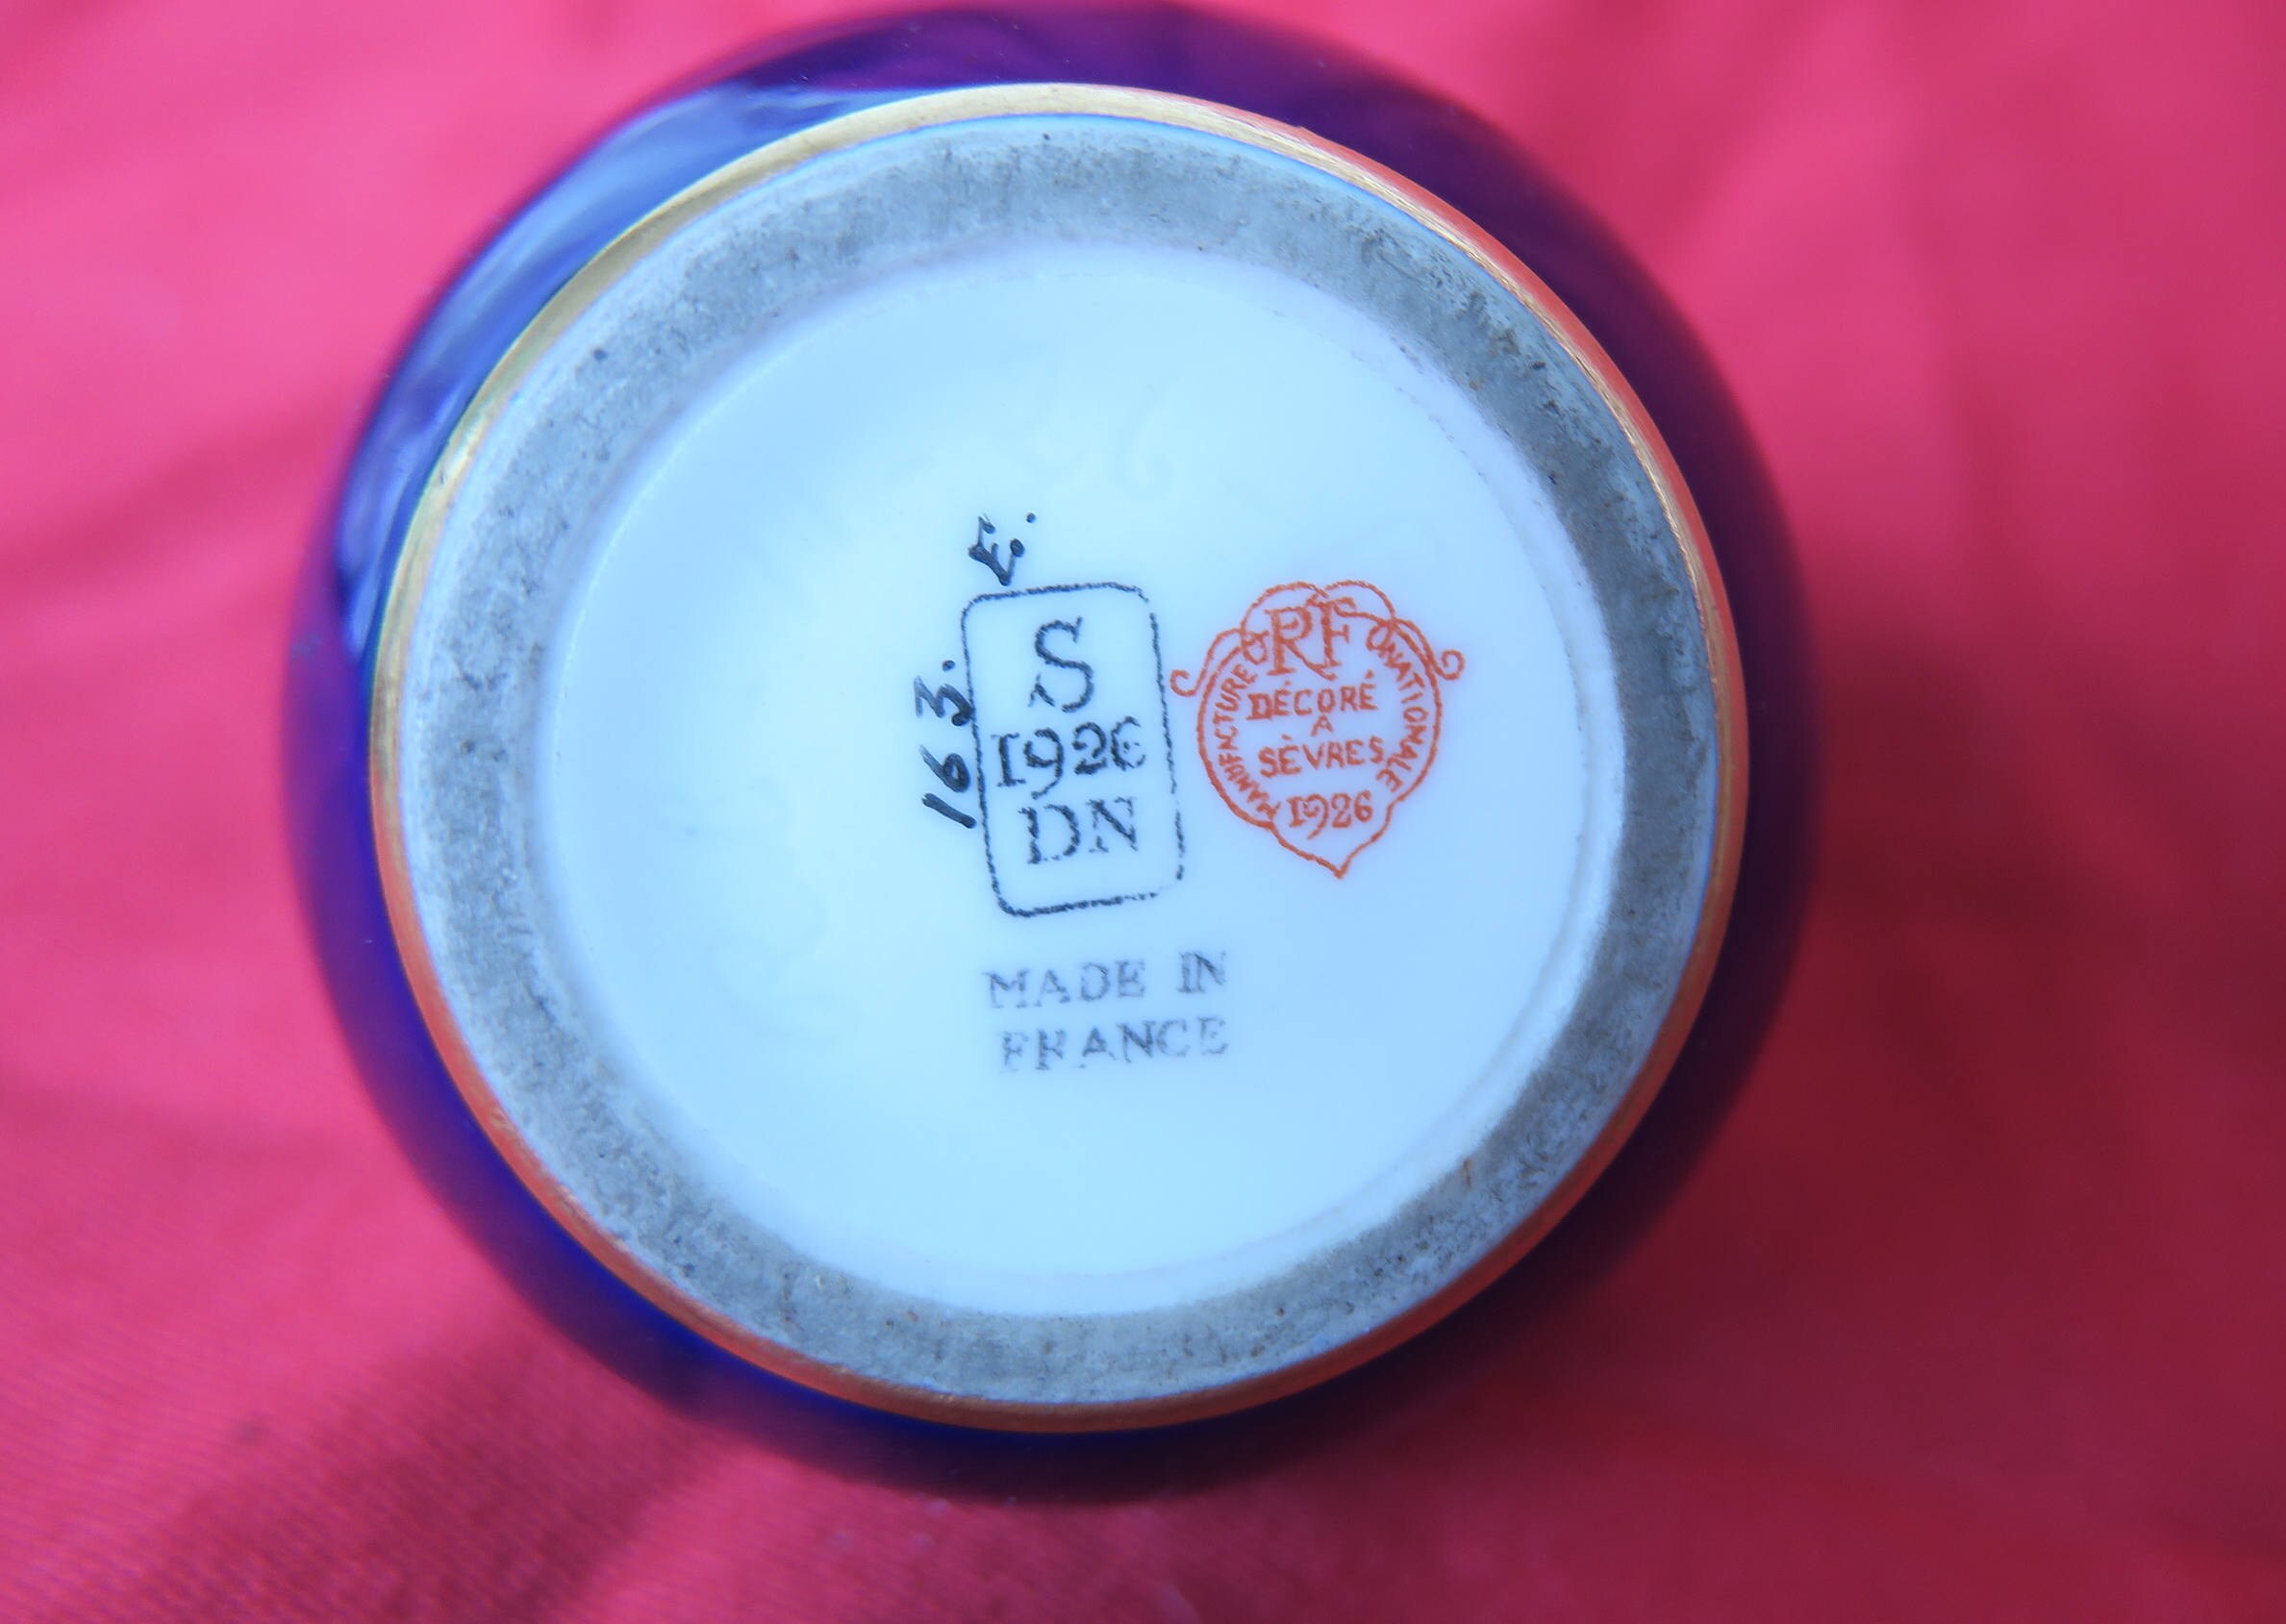 E.
163.
S
1926
DN
RF
MANUFACTURE NATIONALE
DÉCORÉ
A
SÈVRES
1926
MADE IN
FRANCE